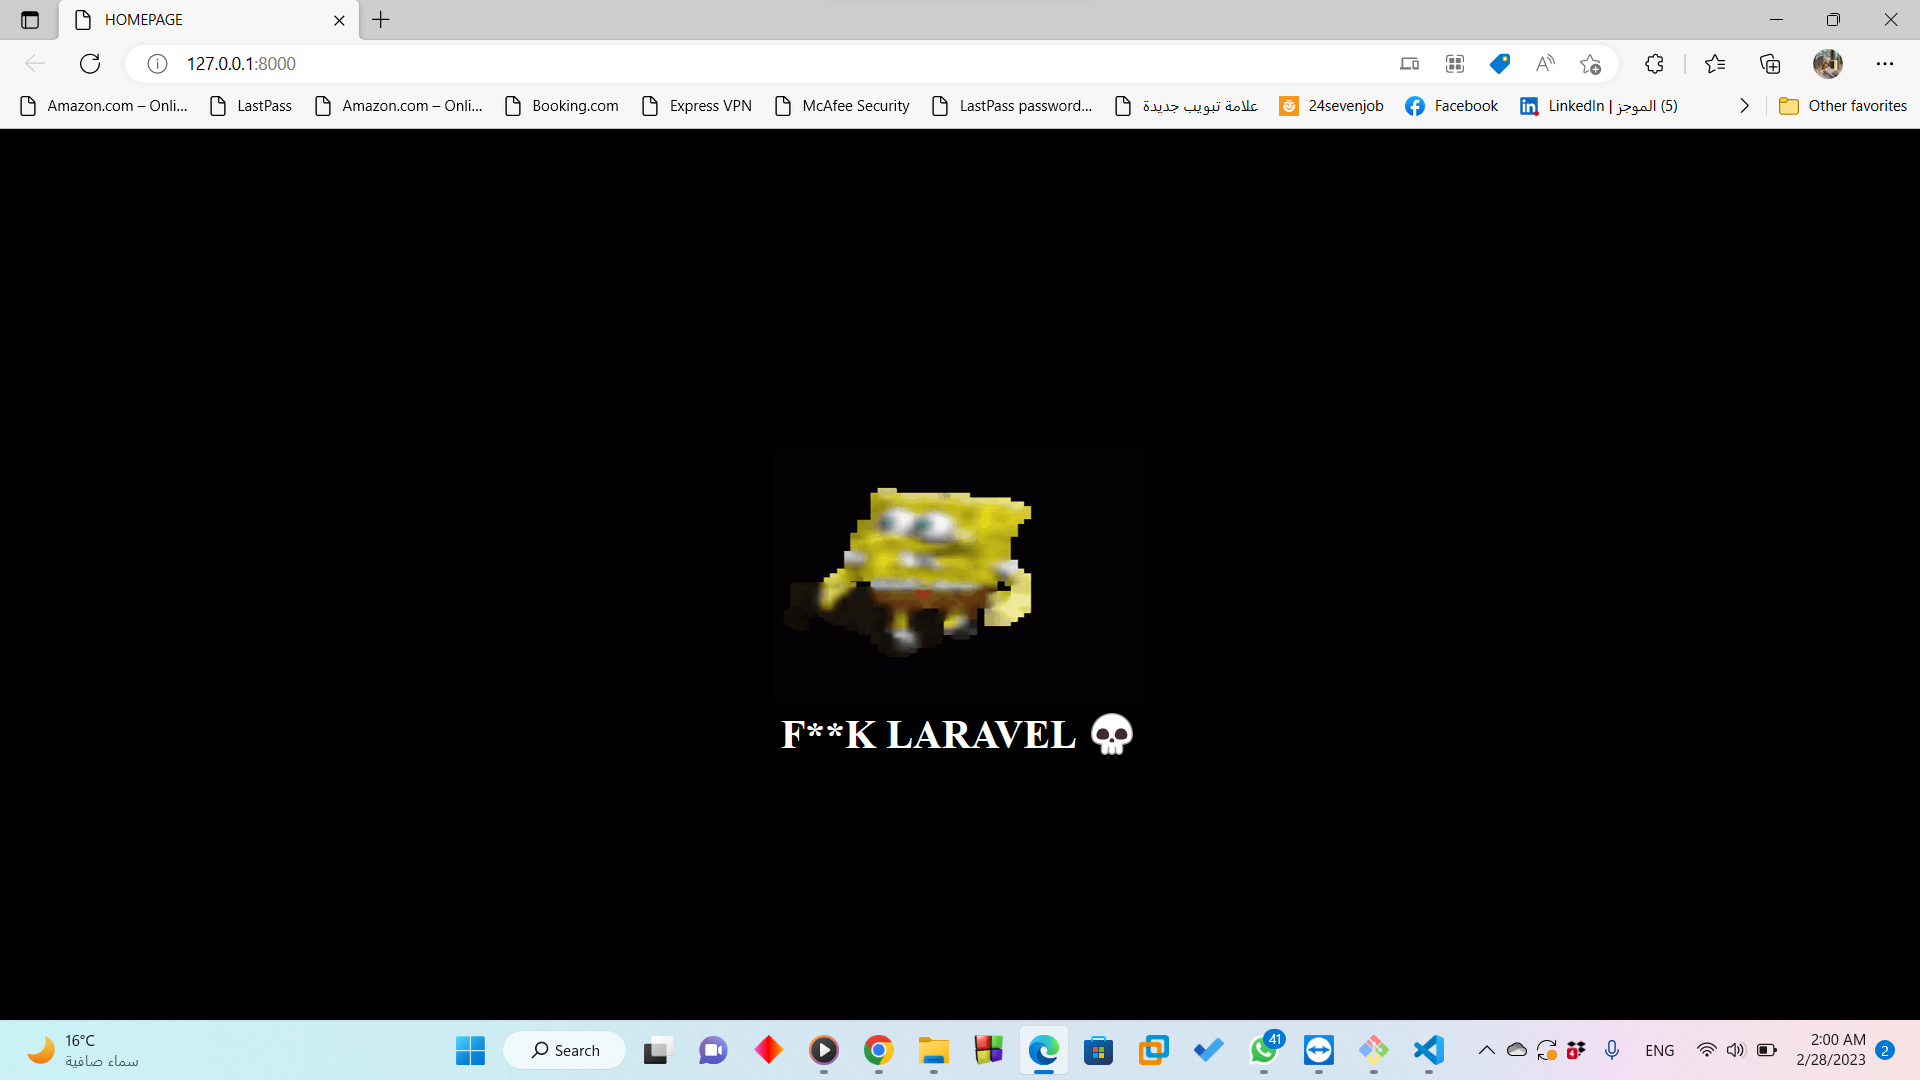 HOMEPAGE
127.0.0.1:8000
Amazon.com – Onli...
LastPass
Amazon.com – Onli...
Booking.com
Express VPN
McAfee Security
LastPass password...
علامة تبويب جديدة
24sevenjob
Facebook
(5) الموجز | LinkedIn
Other favorites
F**K LARAVEL 💀
16°C
سماء صافية
Search
41
4
ENG
2:00 AM
2/28/2023
2